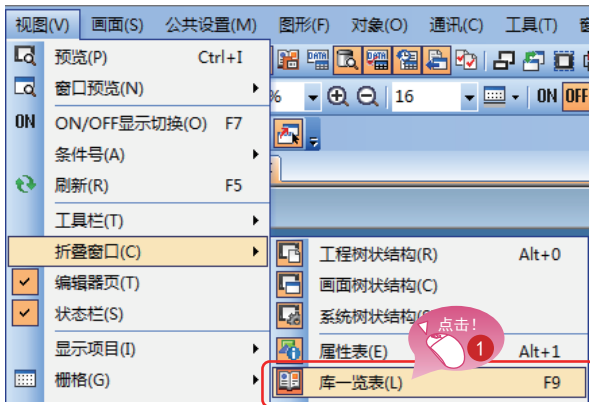 视图(V) 画面(S) 公共设置(M) 图形(F) 对象(O) 通讯(C) 工具(T)
预览(P) Ctrl+I
窗口预览(N)
% 16 ON OFF
ON ON/OFF显示切换(O) F7
条件号(A)
刷新(R) F5
工具栏(T)
折叠窗口(C)
工程树状结构(R) Alt+0
编辑器页(T)
画面树状结构(C)
状态栏(S)
系统树状结构
点击!
1
显示项目(I)
属性表(E) Alt+1
栅格(G)
库一览表(L) F9